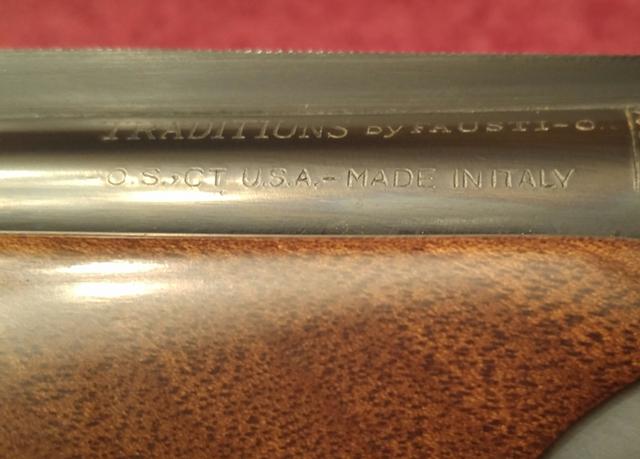 TRADITIONS by FAUSTI-O
O.S., CT U.S.A.- MADE IN ITALY